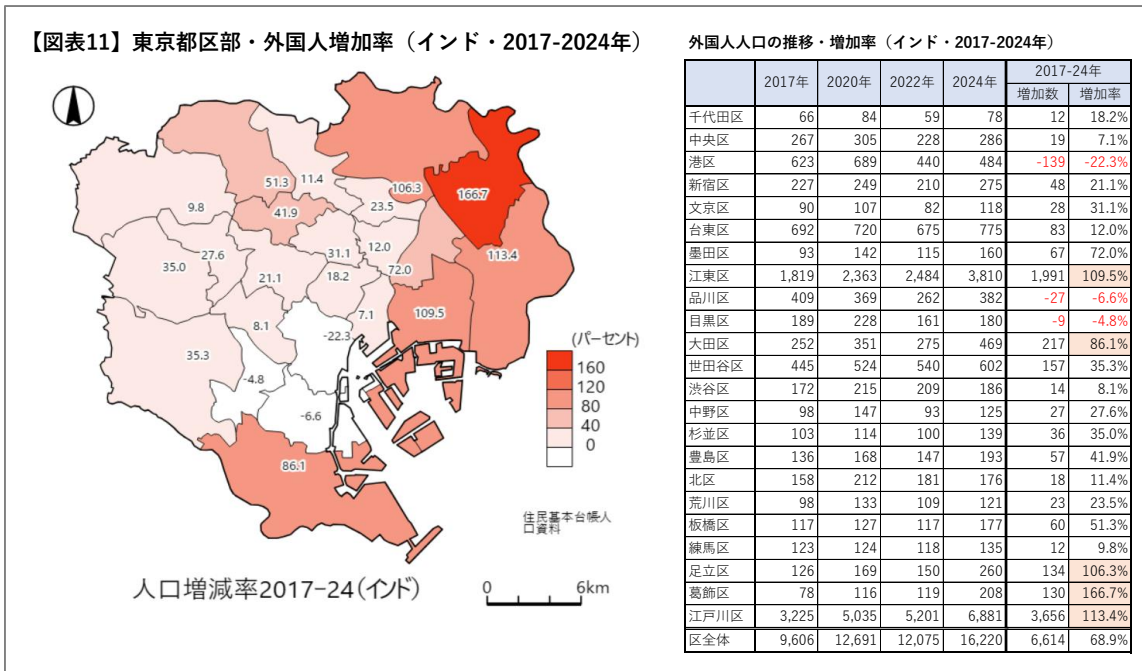 【図表11】東京都区部・外国人増加率（インド・2017-2024年）
51.3
11.4
106.3
166.7
9.8
41.9
23.5
113.4
27.6
35.0
31.1
12.0
21.1
18.2
72.0
7.1
109.5
8.1
-22.3
35.3
-4.8
-6.6
86.1
(パーセント)
160
120
80
40
0
住民基本台帳人
口資料
人口増減率2017-24(インド)
0 6km
外国人人口の推移・増加率（インド・2017-2024年）
2017年 2020年 2022年 2024年 2017-24年
増加数 増加率
千代田区 66 84 59 78 12 18.2%
中央区 267 305 228 286 19 7.1%
港区 623 689 440 484 -139 -22.3%
新宿区 227 249 210 275 48 21.1%
文京区 90 107 82 118 28 31.1%
台東区 692 720 675 775 83 12.0%
墨田区 93 142 115 160 67 72.0%
江東区 1,819 2,363 2,484 3,810 1,991 109.5%
品川区 409 369 262 382 -27 -6.6%
目黒区 189 228 161 180 -9 -4.8%
大田区 252 351 275 469 217 86.1%
世田谷区 445 524 540 602 157 35.3%
渋谷区 172 215 209 186 14 8.1%
中野区 98 147 93 125 27 27.6%
杉並区 103 114 100 139 36 35.0%
豊島区 136 168 147 193 57 41.9%
北区 158 212 181 176 18 11.4%
荒川区 98 133 109 121 23 23.5%
板橋区 117 127 117 177 60 51.3%
練馬区 123 124 118 135 12 9.8%
足立区 126 169 150 260 134 106.3%
葛飾区 78 116 119 208 130 166.7%
江戸川区 3,225 5,035 5,201 6,881 3,656 113.4%
区全体 9,606 12,691 12,075 16,220 6,614 68.9%